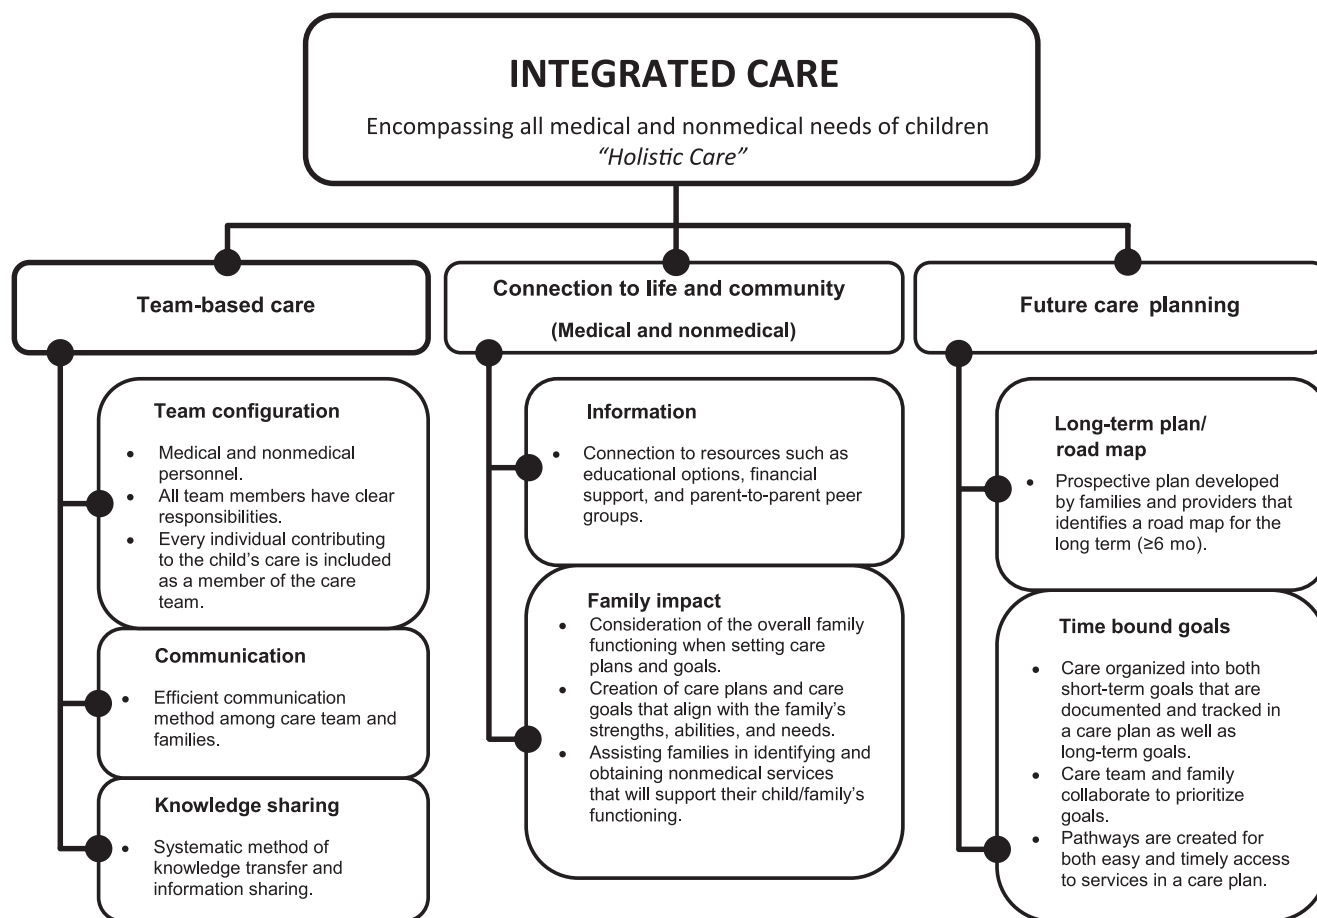 INTEGRATED CARE
Encompassing all medical and nonmedical needs of children
“Holistic Care”
Team-based care
Team configuration
• Medical and nonmedical
personnel.
• All team members have clear
responsibilities.
• Every individual contributing
to the child’s care is included
as a member of the care
team.
Communication
• Efficient communication
method among care team and
families.
Knowledge sharing
• Systematic method of
knowledge transfer and
information sharing.
Connection to life and community
(Medical and nonmedical)
Information
• Connection to resources such as
educational options, financial
support, and parent-to-parent peer
groups.
Family impact
• Consideration of the overall family
functioning when setting care
plans and goals.
• Creation of care plans and care
goals that align with the family’s
strengths, abilities, and needs.
• Assisting families in identifying and
obtaining nonmedical services
that will support their child/family’s
functioning.
Future care planning
Long-term plan/
road map
• Prospective plan developed
by families and providers that
identifies a road map for the
long term (≥6 mo).
Time bound goals
• Care organized into both
short-term goals that are
documented and tracked in
a care plan as well as
long-term goals.
• Care team and family
collaborate to prioritize
goals.
• Pathways are created for
both easy and timely access
to services in a care plan.